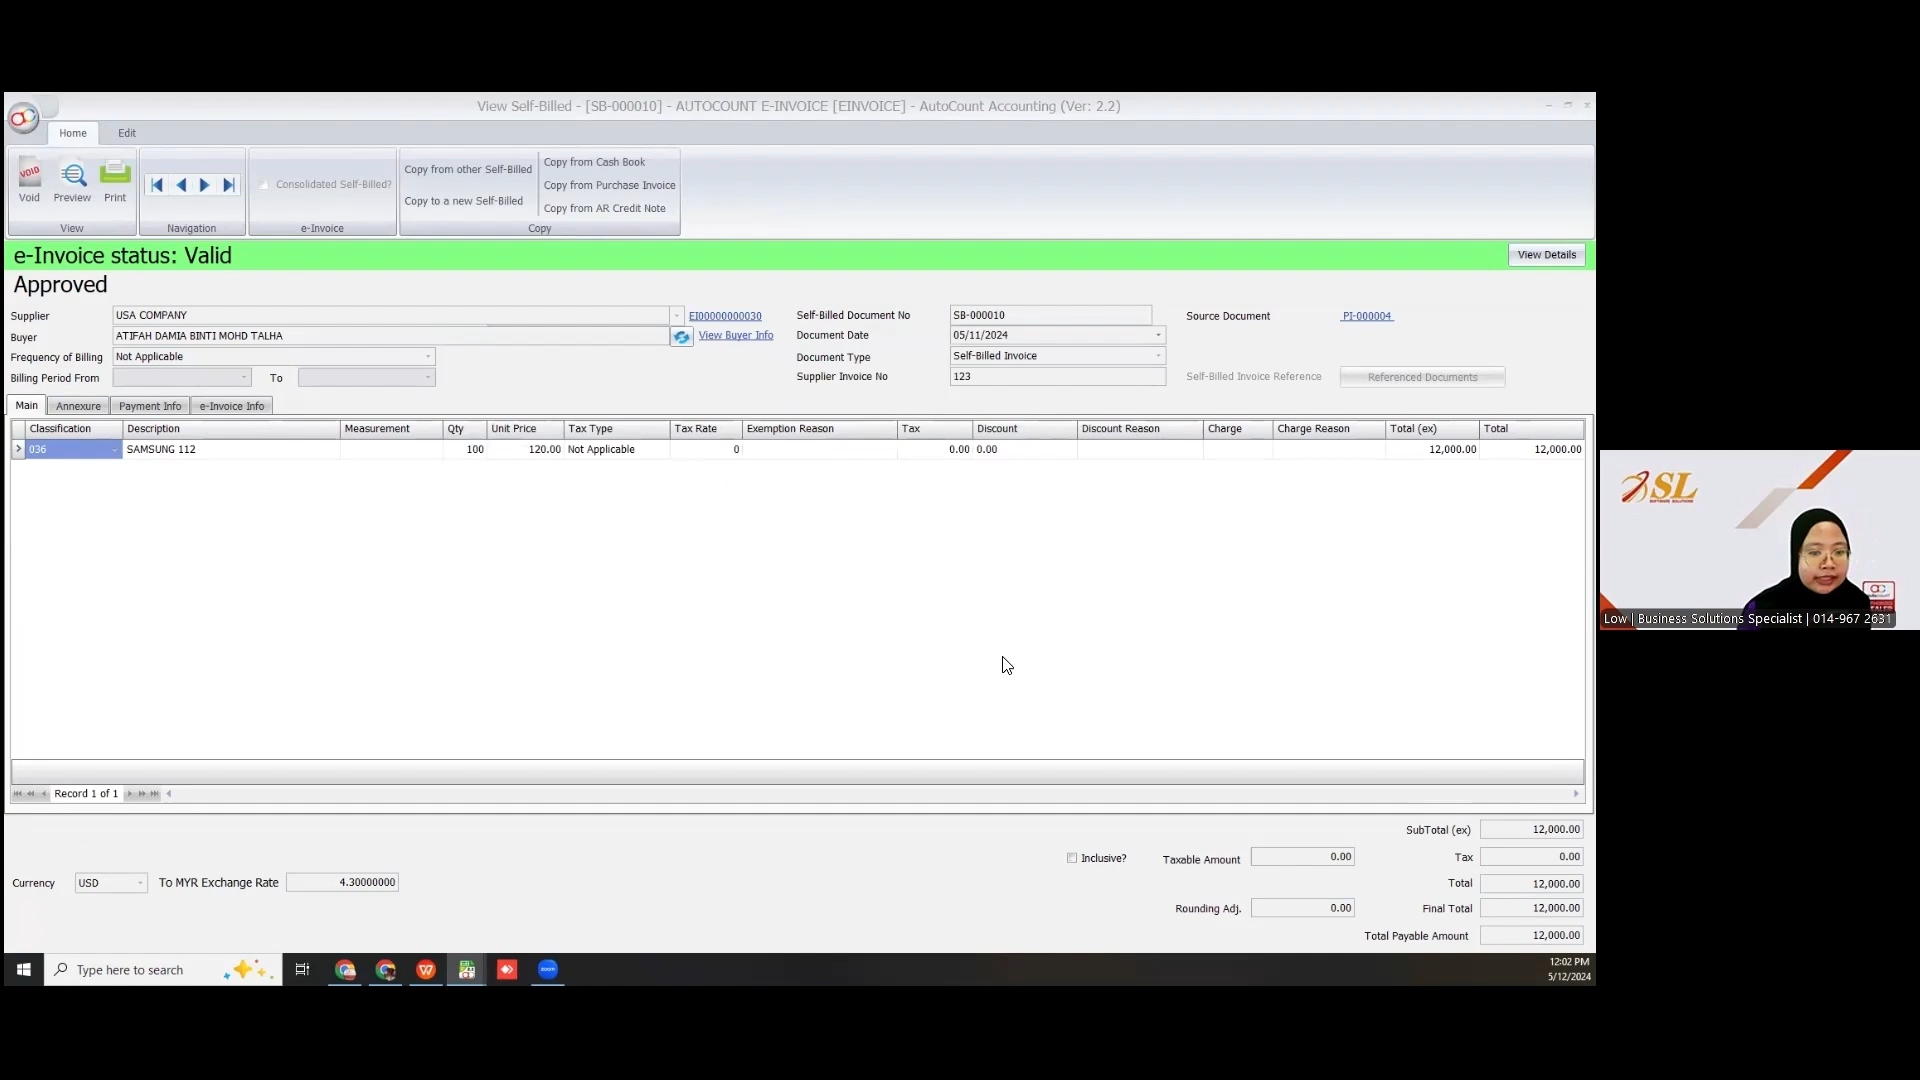 View Self-Billed - [SB-000010] - AUTOCOUNT E-INVOICE [EINVOICE] - AutoCount Accounting (Ver: 2.2)
Home Edit
VOID
Void Preview Print
View
Navigation
Consolidated Self-Billed?
e-Invoice
Copy from other Self-Billed
Copy to a new Self-Billed
Copy from Cash Book
Copy from Purchase Invoice
Copy from AR Credit Note
Copy
e-Invoice status: Valid View Details
Approved
Supplier USA COMPANY EI00000000030 Self-Billed Document No SB-000010 Source Document PI-000004
Buyer ATIFAH DAMIA BINTI MOHD TALHA View Buyer Info Document Date 05/11/2024
Frequency of Billing Not Applicable Document Type Self-Billed Invoice
Billing Period From To Supplier Invoice No 123 Self-Billed Invoice Reference Referenced Documents
Main Annexure Payment Info e-Invoice Info
Classification Description Measurement Qty Unit Price Tax Type Tax Rate Exemption Reason Tax Discount Discount Reason Charge Charge Reason Total (ex) Total
036 SAMSUNG 112 100 120.00 Not Applicable 0 0.00 0.00 12,000.00 12,000.00
Record 1 of 1
SubTotal (ex) 12,000.00
Inclusive? Taxable Amount 0.00 Tax 0.00
Currency USD To MYR Exchange Rate 4.30000000 Total 12,000.00
Rounding Adj. 0.00 Final Total 12,000.00
Total Payable Amount 12,000.00
Type here to search
zoom
12:02 PM
5/12/2024
SL
SOFTWARE SOLUTIONS
Low | Business Solutions Specialist | 014-967 2631